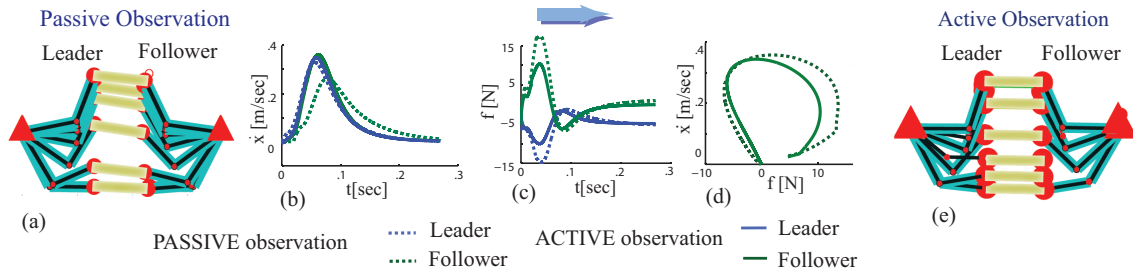 (a)
Passive Observation
Leader Follower
(b)
.4
.2
0
ẋ [m/sec]
0 .1 .2 .3
t[sec]
(c)
15
5
-5
-15
f [N]
0 .1 .2 .3
t[sec]
(d)
.4
.2
0
ẋ [m/sec]
-10 0 10
f [N]
Active Observation
Leader Follower
(e)
PASSIVE observation
Leader
Follower
ACTIVE observation
Leader
Follower